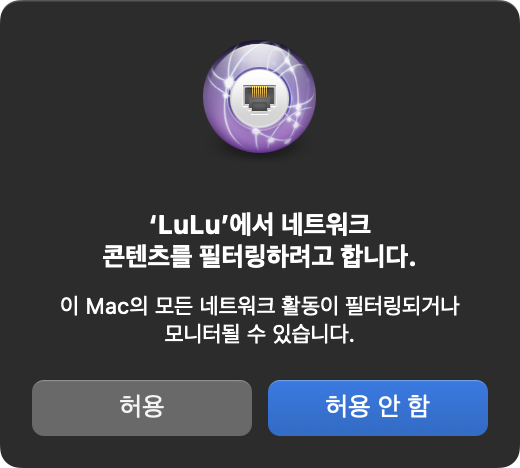 ‘LuLu’에서 네트워크
콘텐츠를 필터링하려고 합니다.
이 Mac의 모든 네트워크 활동이 필터링되거나
모니터될 수 있습니다.
허용
허용 안 함